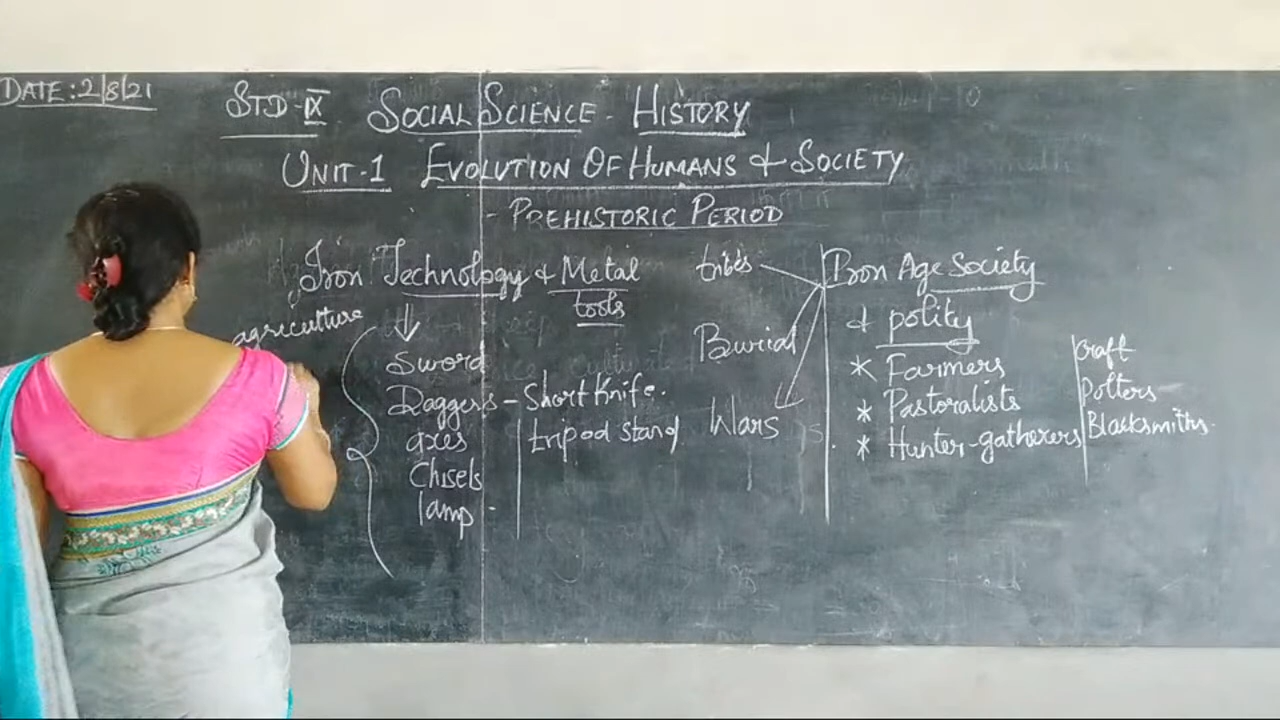 DATE: 2/8/21
STD-IX SOCIAL SCIENCE - HISTORY
UNIT-1 EVOLUTION OF HUMANS & SOCIETY
- PREHISTORIC PERIOD
Iron Technology & Metal
tools
agriculture
Sword
Daggers - Short Knife.
axes
Chisels
lamp -
tripod stand
tribes
Burial
Wars
Iron Age Society
& polity
* Farmers
* Pastoralists
* Hunter-gatherers
Craft
Potters
Blacksmiths.